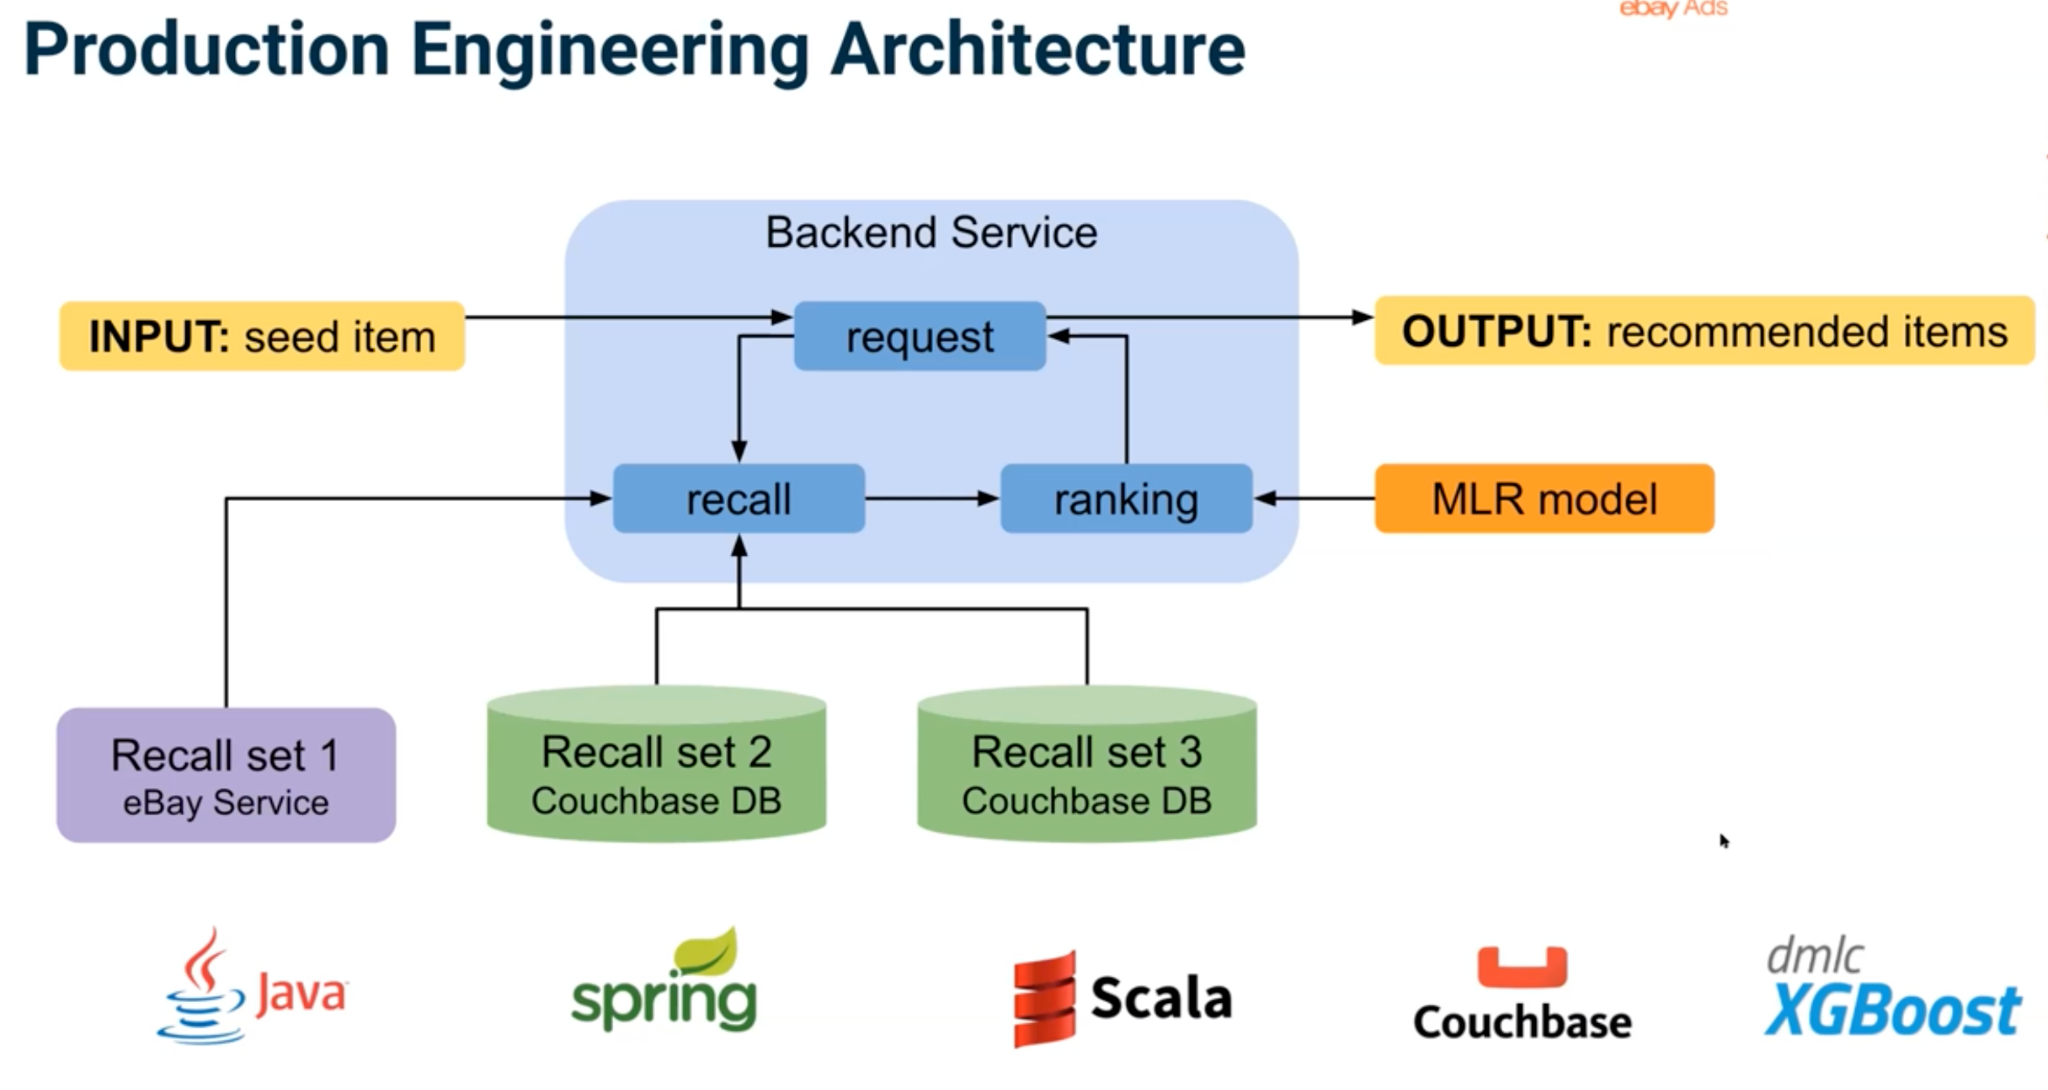 ebay Ads
Production Engineering Architecture
Backend Service
INPUT: seed item
request
OUTPUT: recommended items
recall
ranking
MLR model
Recall set 1
eBay Service
Recall set 2
Couchbase DB
Recall set 3
Couchbase DB
Java
spring
Scala
Couchbase
dmlc
XGBoost